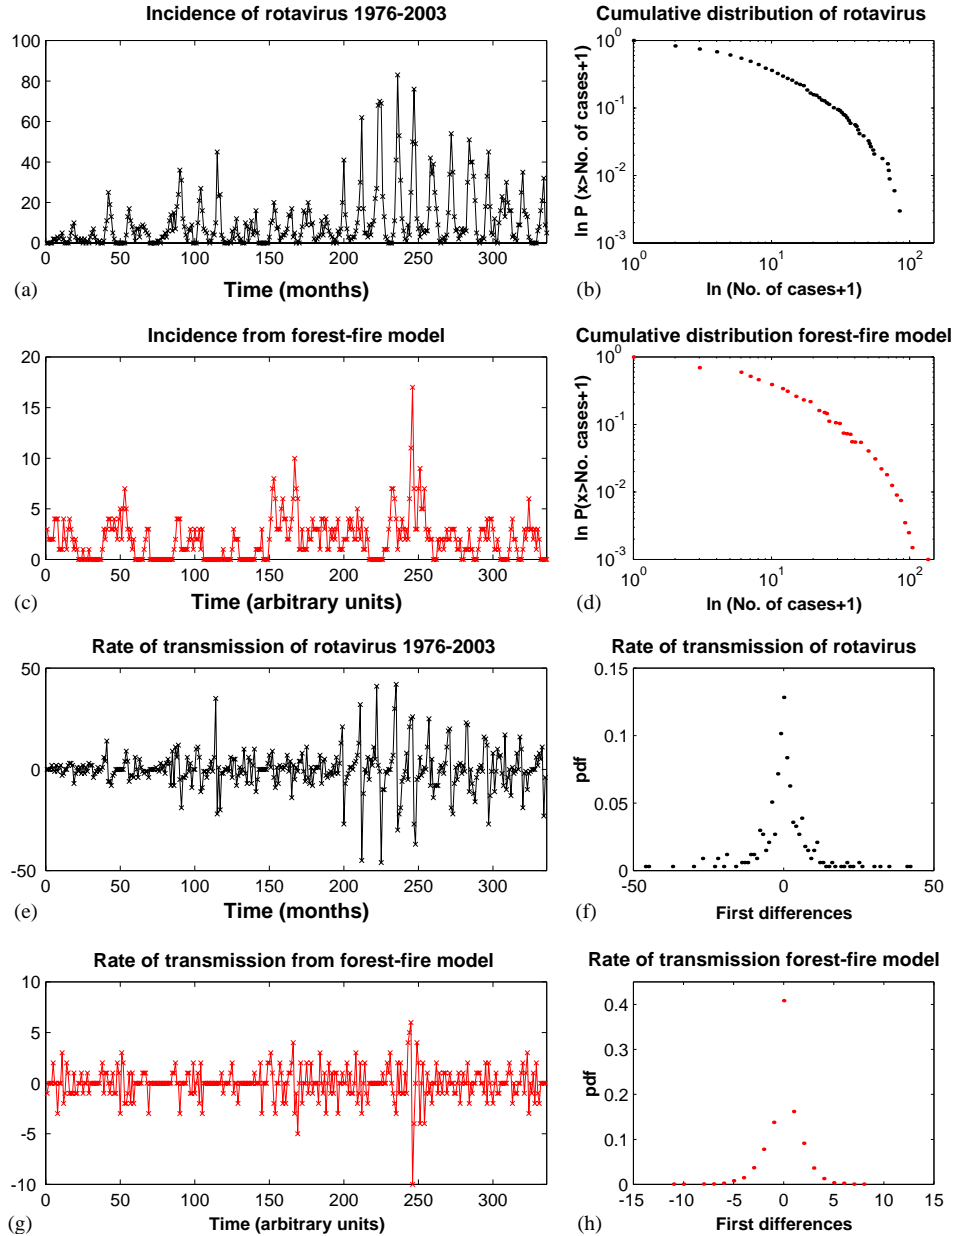 Incidence of rotavirus 1976-2003
100
80
60
40
20
0
0 50 100 150 200 250 300
(a) Time (months)
Cumulative distribution of rotavirus
ln P (x>No. of cases+1)
10^0
10^-1
10^-2
10^-3
10^0 10^1 10^2
(b) ln (No. of cases+1)
Incidence from forest-fire model
20
15
10
5
0
0 50 100 150 200 250 300
(c) Time (arbitrary units)
Cumulative distribution forest-fire model
ln P(x>No. cases+1)
10^0
10^-1
10^-2
10^-3
10^0 10^1 10^2
(d) ln (No. of cases+1)
Rate of transmission of rotavirus 1976-2003
50
0
-50
0 50 100 150 200 250 300
(e) Time (months)
Rate of transmission of rotavirus
pdf
0.15
0.1
0.05
0
-50 0 50
(f) First differences
Rate of transmission from forest-fire model
10
5
0
-5
-10
0 50 100 150 200 250 300
(g) Time (arbitrary units)
Rate of transmission forest-fire model
pdf
0.4
0.3
0.2
0.1
0
-15 -10 -5 0 5 10 15
(h) First differences